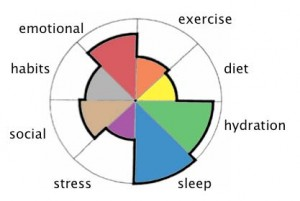 exercise
emotional
habits
diet
hydration
social
stress
sleep